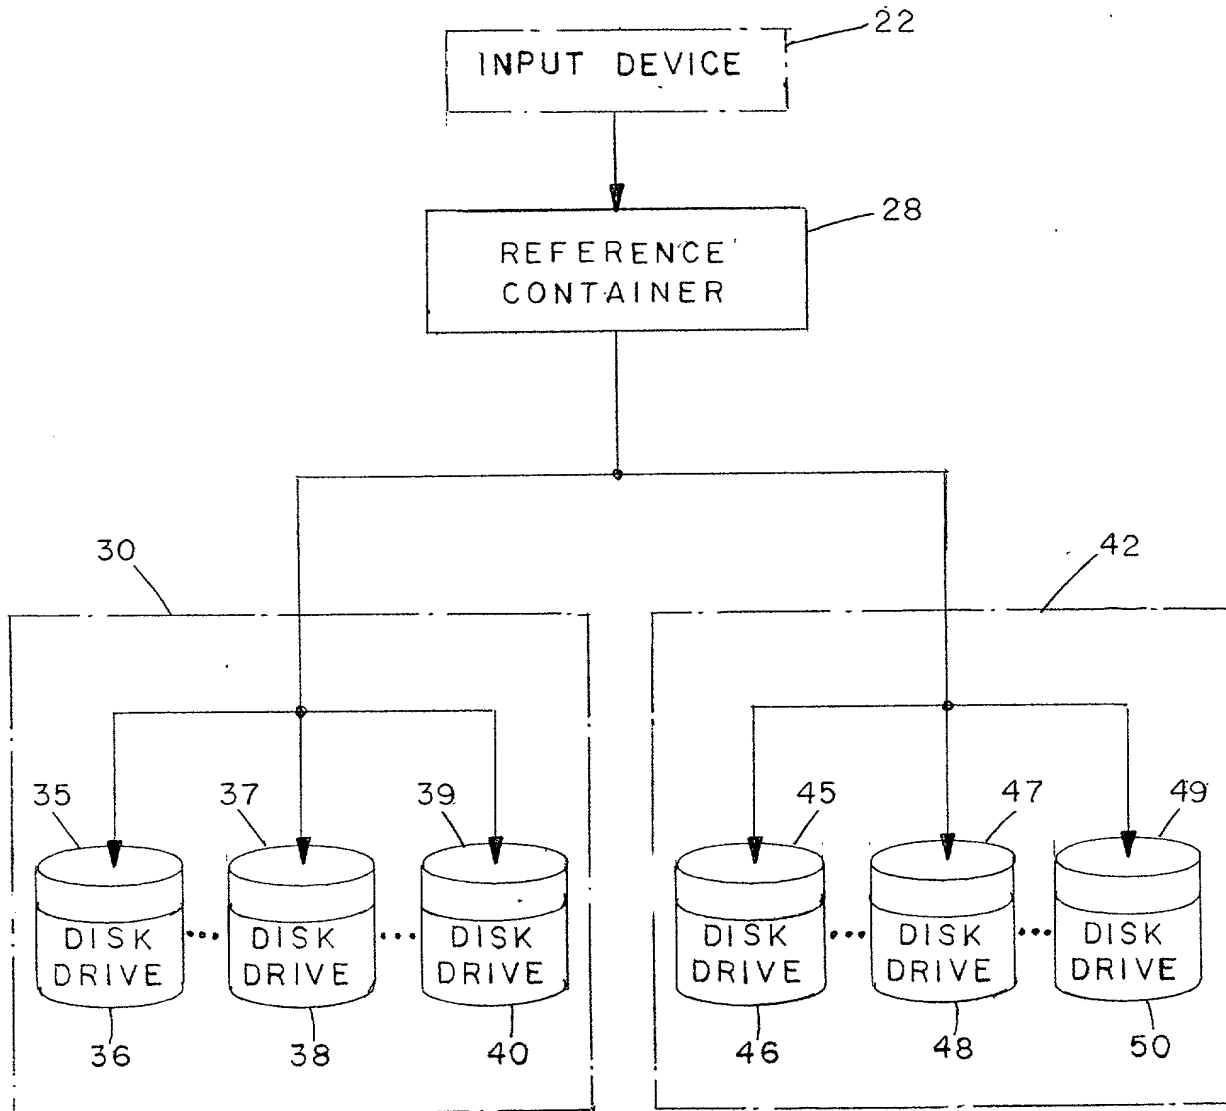 22
INPUT DEVICE
28
REFERENCE
CONTAINER
30
42
35
37
39
45
47
49
DISK
DRIVE
DISK
DRIVE
DISK
DRIVE
DISK
DRIVE
DISK
DRIVE
DISK
DRIVE
36
38
40
46
48
50